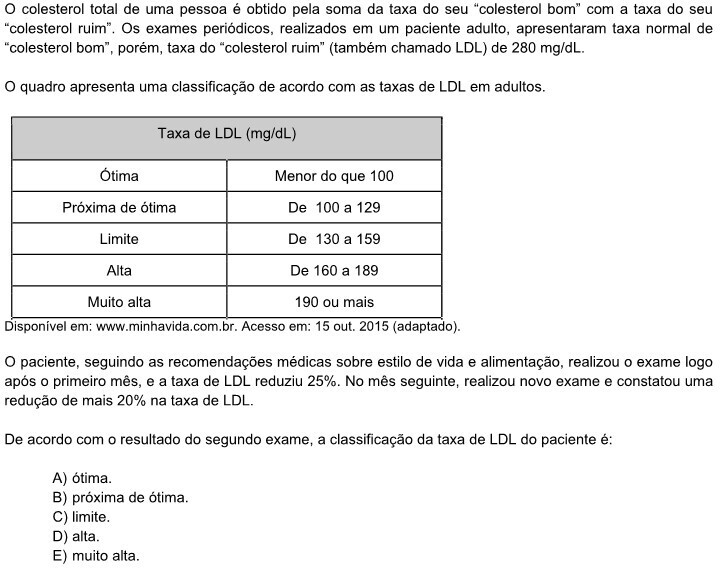 O colesterol total de uma pessoa é obtido pela soma da taxa do seu “colesterol bom” com a taxa do seu
“colesterol ruim”. Os exames periódicos, realizados em um paciente adulto, apresentaram taxa normal de
“colesterol bom”, porém, taxa do “colesterol ruim” (também chamado LDL) de 280 mg/dL.
O quadro apresenta uma classificação de acordo com as taxas de LDL em adultos.
Taxa de LDL (mg/dL)
Ótima Menor do que 100
Próxima de ótima De 100 a 129
Limite De 130 a 159
Alta De 160 a 189
Muito alta 190 ou mais
Disponível em: www.minhavida.com.br. Acesso em: 15 out. 2015 (adaptado).
O paciente, seguindo as recomendações médicas sobre estilo de vida e alimentação, realizou o exame logo
após o primeiro mês, e a taxa de LDL reduziu 25%. No mês seguinte, realizou novo exame e constatou uma
redução de mais 20% na taxa de LDL.
De acordo com o resultado do segundo exame, a classificação da taxa de LDL do paciente é:
A) ótima.
B) próxima de ótima.
C) limite.
D) alta.
E) muito alta.